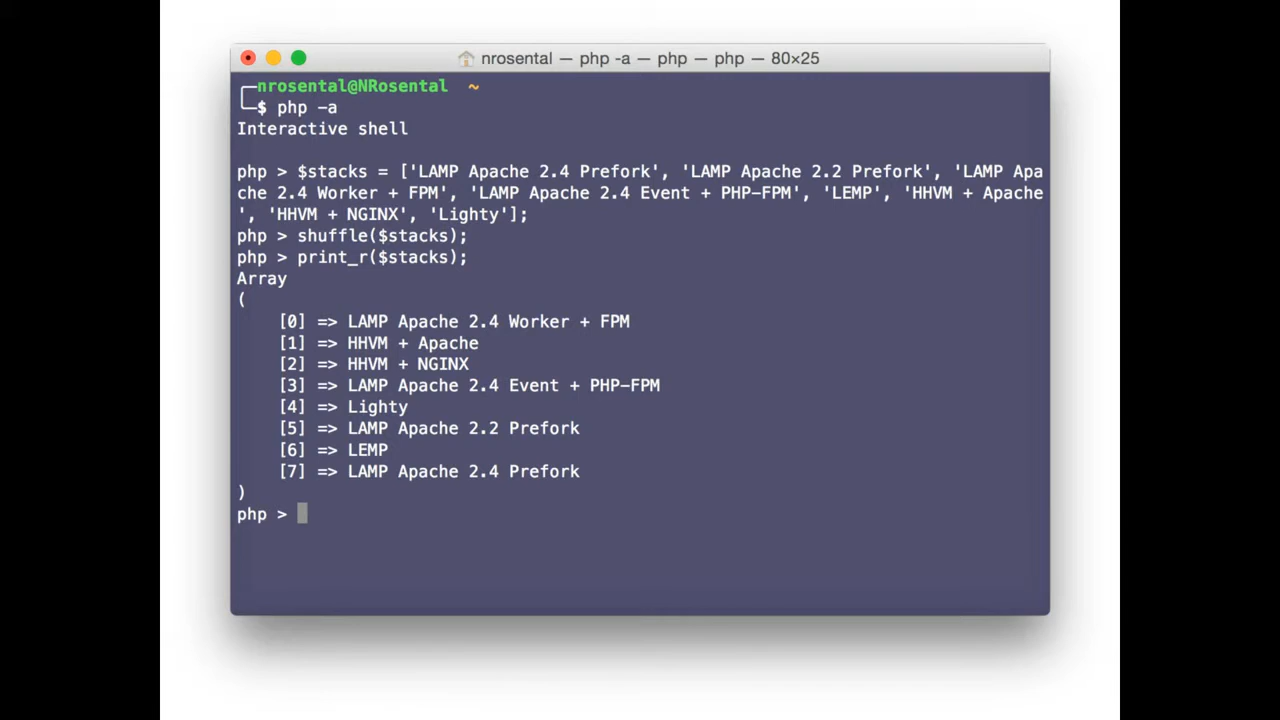 nrosental — php -a — php — php — 80×25
nrosental@NRosental ~
$ php -a
Interactive shell
php > $stacks = ['LAMP Apache 2.4 Prefork', 'LAMP Apache 2.2 Prefork', 'LAMP Apa
che 2.4 Worker + FPM', 'LAMP Apache 2.4 Event + PHP-FPM', 'LEMP', 'HHVM + Apache
', 'HHVM + NGINX', 'Lighty'];
php > shuffle($stacks);
php > print_r($stacks);
Array
(
    [0] => LAMP Apache 2.4 Worker + FPM
    [1] => HHVM + Apache
    [2] => HHVM + NGINX
    [3] => LAMP Apache 2.4 Event + PHP-FPM
    [4] => Lighty
    [5] => LAMP Apache 2.2 Prefork
    [6] => LEMP
    [7] => LAMP Apache 2.4 Prefork
)
php >